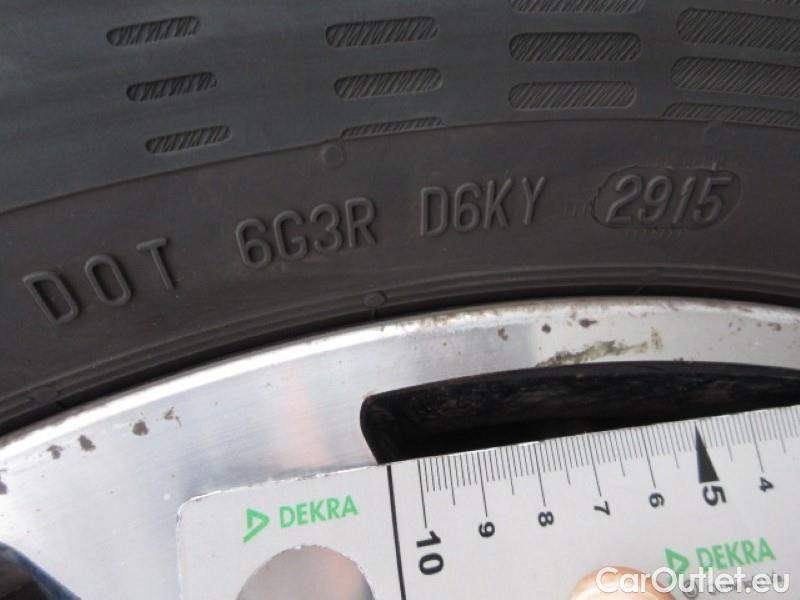 DOT 6G3R D6KY 2915
DEKRA
10 9 8 7 6 5 4
DEKRA
CarOutlet.eu